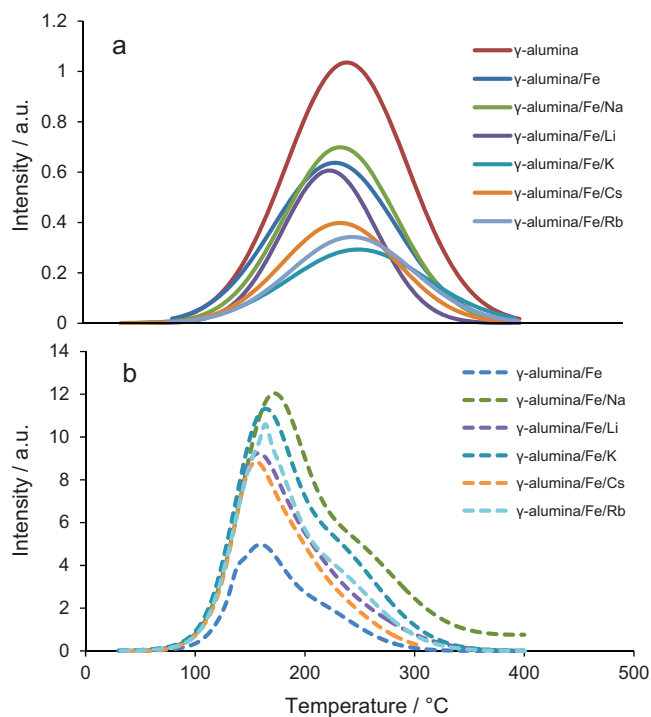 a
Intensity / a.u.
1.2
1
0.8
0.6
0.4
0.2
0
γ-alumina
γ-alumina/Fe
γ-alumina/Fe/Na
γ-alumina/Fe/Li
γ-alumina/Fe/K
γ-alumina/Fe/Cs
γ-alumina/Fe/Rb
b
Intensity / a.u.
14
12
10
8
6
4
2
0
γ-alumina/Fe
γ-alumina/Fe/Na
γ-alumina/Fe/Li
γ-alumina/Fe/K
γ-alumina/Fe/Cs
γ-alumina/Fe/Rb
0 100 200 300 400 500
Temperature / °C